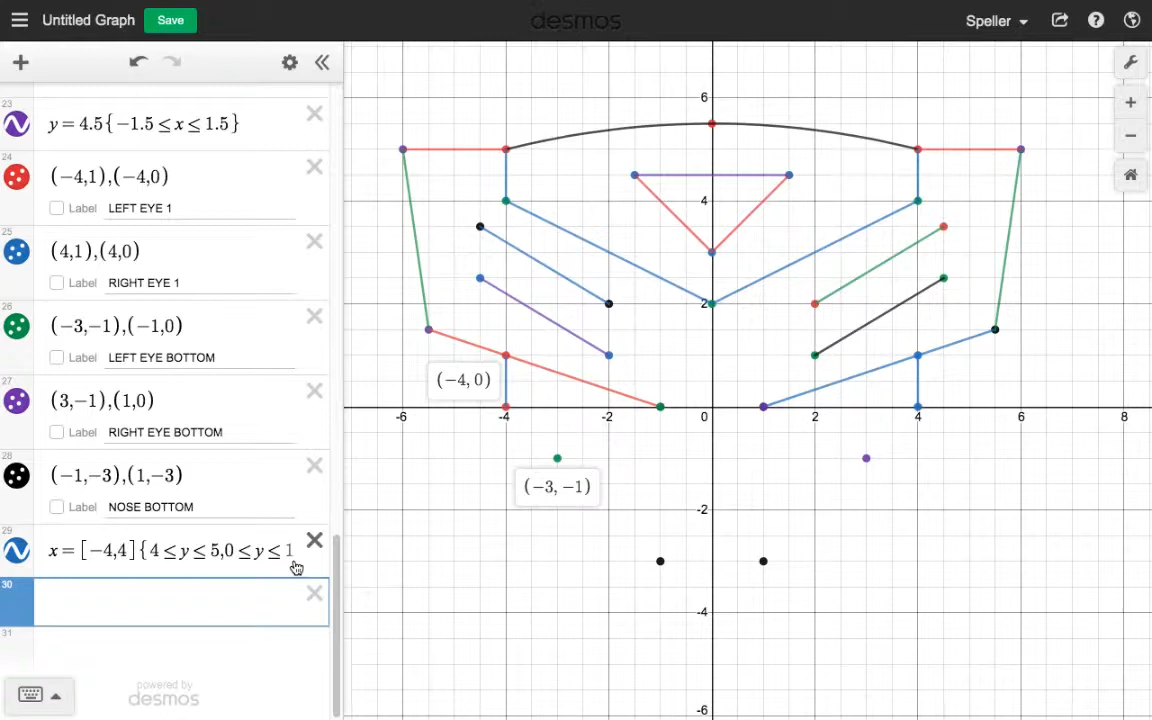 Untitled Graph
Save
desmos
Speller
23
y = 4.5{−1.5 ≤ x ≤ 1.5}
24
(−4,1),(−4,0)
Label LEFT EYE 1
25
(4,1),(4,0)
Label RIGHT EYE 1
26
(−3,−1),(−1,0)
Label LEFT EYE BOTTOM
27
(3,−1),(1,0)
Label RIGHT EYE BOTTOM
28
(−1,−3),(1,−3)
Label NOSE BOTTOM
29
x = [−4,4]{4 ≤ y ≤ 5,0 ≤ y ≤ 1
30
31
powered by
desmos
6
4
2
(−4, 0)
-6 -4 -2 0 2 4 6 8
(−3, −1)
-2
-4
-6